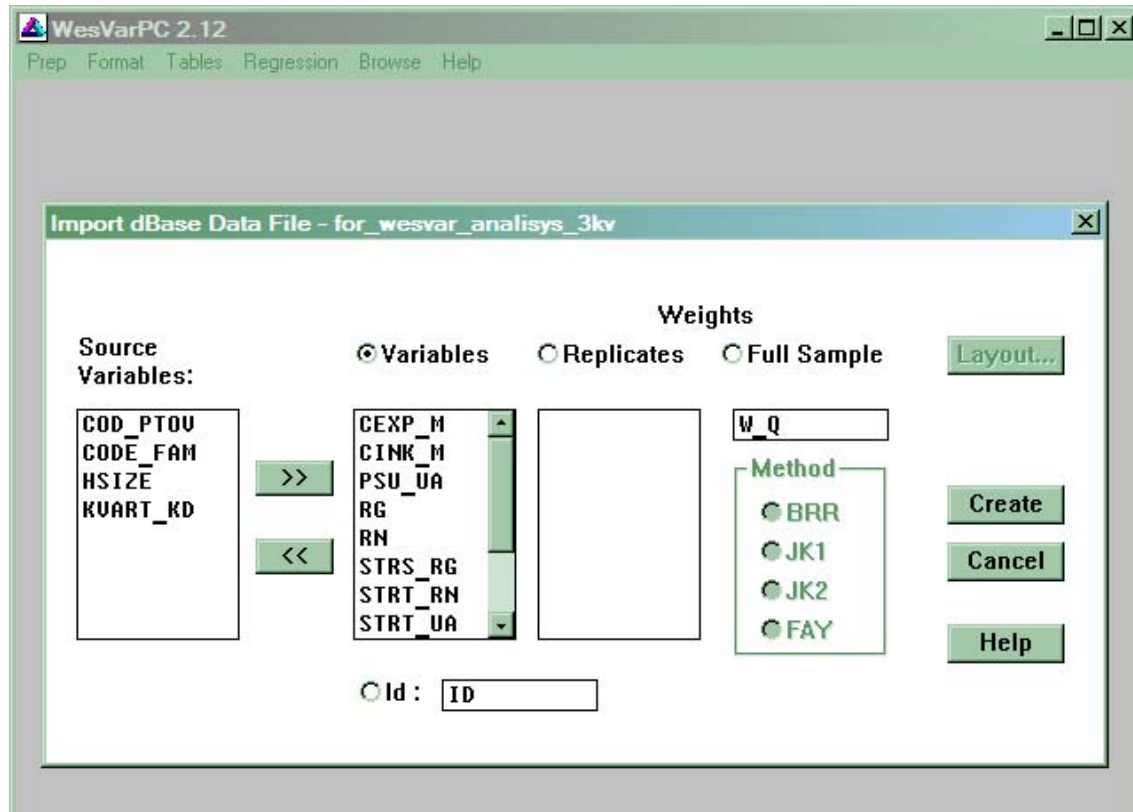 WesVarPC 2.12
Prep Format Tables Regression Browse Help
Import dBase Data File - for_wesvar_analisys_3kv
Weights
Source
Variables:
Variables
Replicates
Full Sample
Layout...
COD_PTOV
CODE_FAM
HSIZE
KVART_KD
>>
<<
CEXP_M
CINK_M
PSU_UA
RG
RN
STRS_RG
STRT_RN
STRT_UA
W_Q
Method
BRR
JK1
JK2
FAY
Create
Cancel
Help
Id :
ID